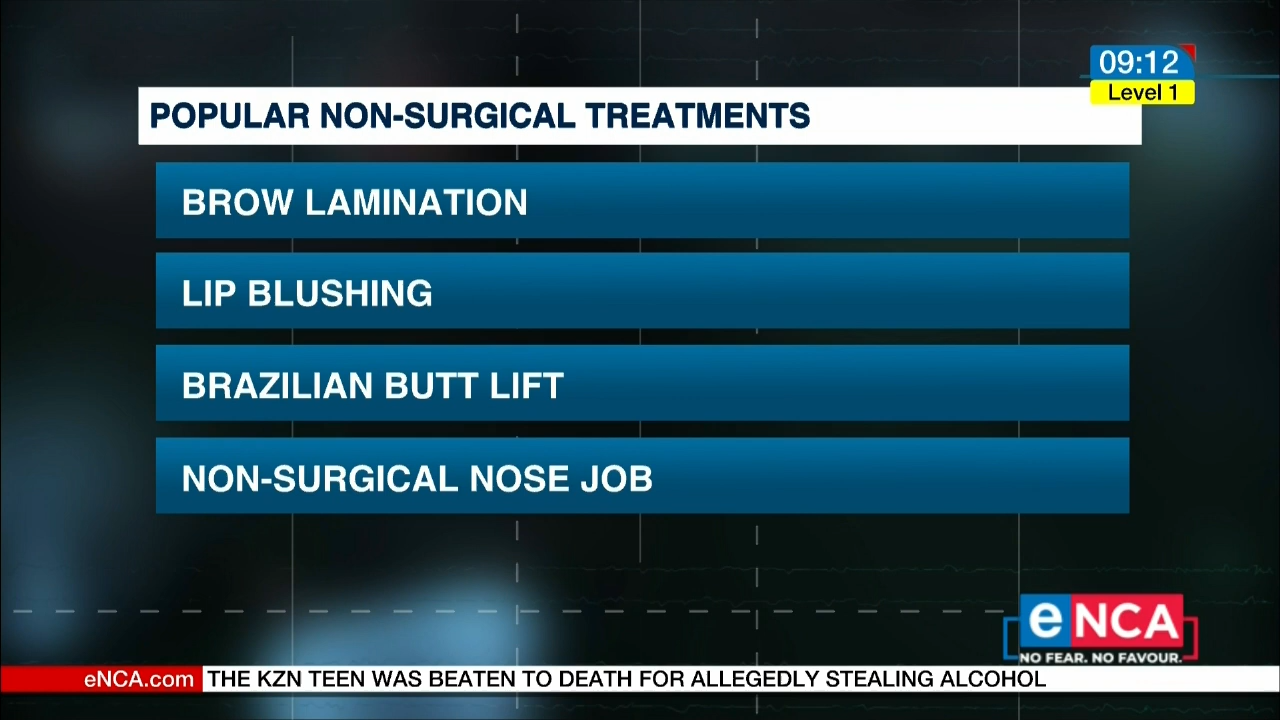 09:12
Level 1
POPULAR NON-SURGICAL TREATMENTS
BROW LAMINATION
LIP BLUSHING
BRAZILIAN BUTT LIFT
NON-SURGICAL NOSE JOB
eNCA
NO FEAR. NO FAVOUR.
eNCA.com THE KZN TEEN WAS BEATEN TO DEATH FOR ALLEGEDLY STEALING ALCOHOL